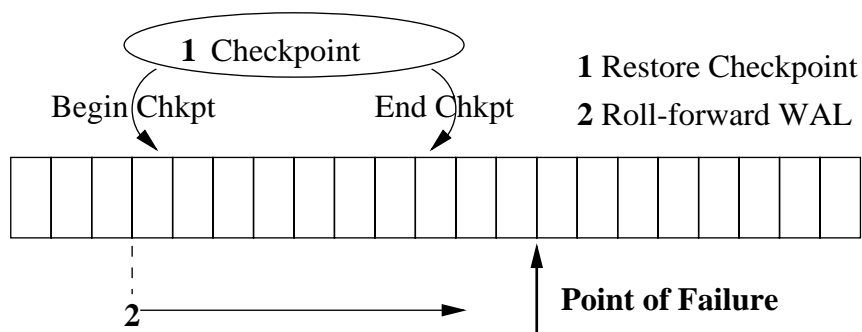 1 Checkpoint
1 Restore Checkpoint
Begin Chkpt
End Chkpt
2 Roll-forward WAL
2
Point of Failure